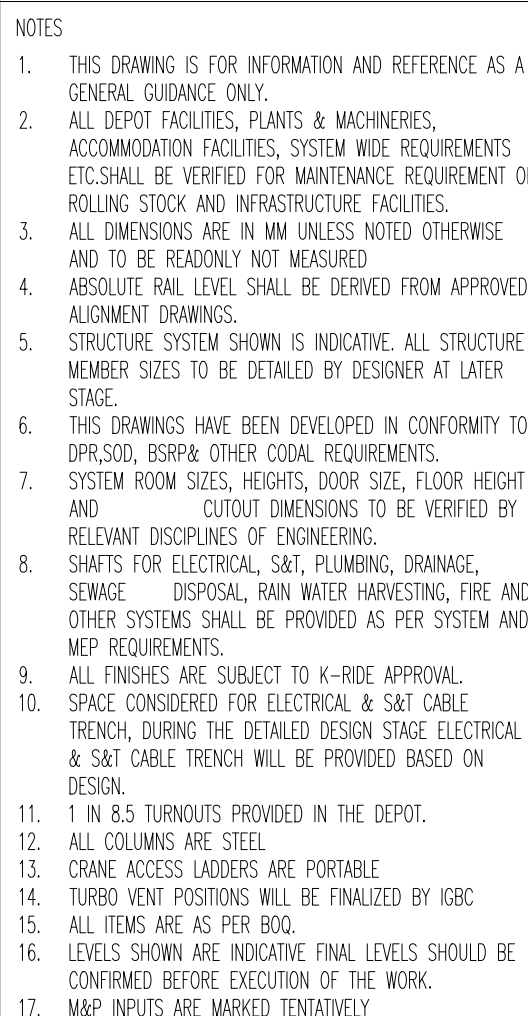 NOTES
1. THIS DRAWING IS FOR INFORMATION AND REFERENCE AS A
GENERAL GUIDANCE ONLY.
2. ALL DEPOT FACILITIES, PLANTS & MACHINERIES,
ACCOMMODATION FACILITIES, SYSTEM WIDE REQUIREMENTS
ETC.SHALL BE VERIFIED FOR MAINTENANCE REQUIREMENT
ROLLING STOCK AND INFRASTRUCTURE FACILITIES.
3. ALL DIMENSIONS ARE IN MM UNLESS NOTED OTHERWISE
AND TO BE READONLY NOT MEASURED
4. ABSOLUTE RAIL LEVEL SHALL BE DERIVED FROM APPROVED
ALIGNMENT DRAWINGS.
5. STRUCTURE SYSTEM SHOWN IS INDICATIVE. ALL STRUCTURE
MEMBER SIZES TO BE DETAILED BY DESIGNER AT LATER
STAGE.
6. THIS DRAWINGS HAVE BEEN DEVELOPED IN CONFORMITY TO
DPR,SOD, BSRP& OTHER CODAL REQUIREMENTS.
7. SYSTEM ROOM SIZES, HEIGHTS, DOOR SIZE, FLOOR HEIGHT
AND CUTOUT DIMENSIONS TO BE VERIFIED BY
RELEVANT DISCIPLINES OF ENGINEERING.
8. SHAFTS FOR ELECTRICAL, S&T, PLUMBING, DRAINAGE,
SEWAGE DISPOSAL, RAIN WATER HARVESTING, FIRE AND
OTHER SYSTEMS SHALL BE PROVIDED AS PER SYSTEM AND
MEP REQUIREMENTS.
9. ALL FINISHES ARE SUBJECT TO K-RIDE APPROVAL.
10. SPACE CONSIDERED FOR ELECTRICAL & S&T CABLE
TRENCH, DURING THE DETAILED DESIGN STAGE ELECTRICAL
& S&T CABLE TRENCH WILL BE PROVIDED BASED ON
DESIGN.
11. 1 IN 8.5 TURNOUTS PROVIDED IN THE DEPOT.
12. ALL COLUMNS ARE STEEL
13. CRANE ACCESS LADDERS ARE PORTABLE
14. TURBO VENT POSITIONS WILL BE FINALIZED BY IGBC
15. ALL ITEMS ARE AS PER BOQ.
16. LEVELS SHOWN ARE INDICATIVE FINAL LEVELS SHOULD BE
CONFIRMED BEFORE EXECUTION OF THE WORK.
17. M&P INPUTS ARE MARKED TENTATIVELY